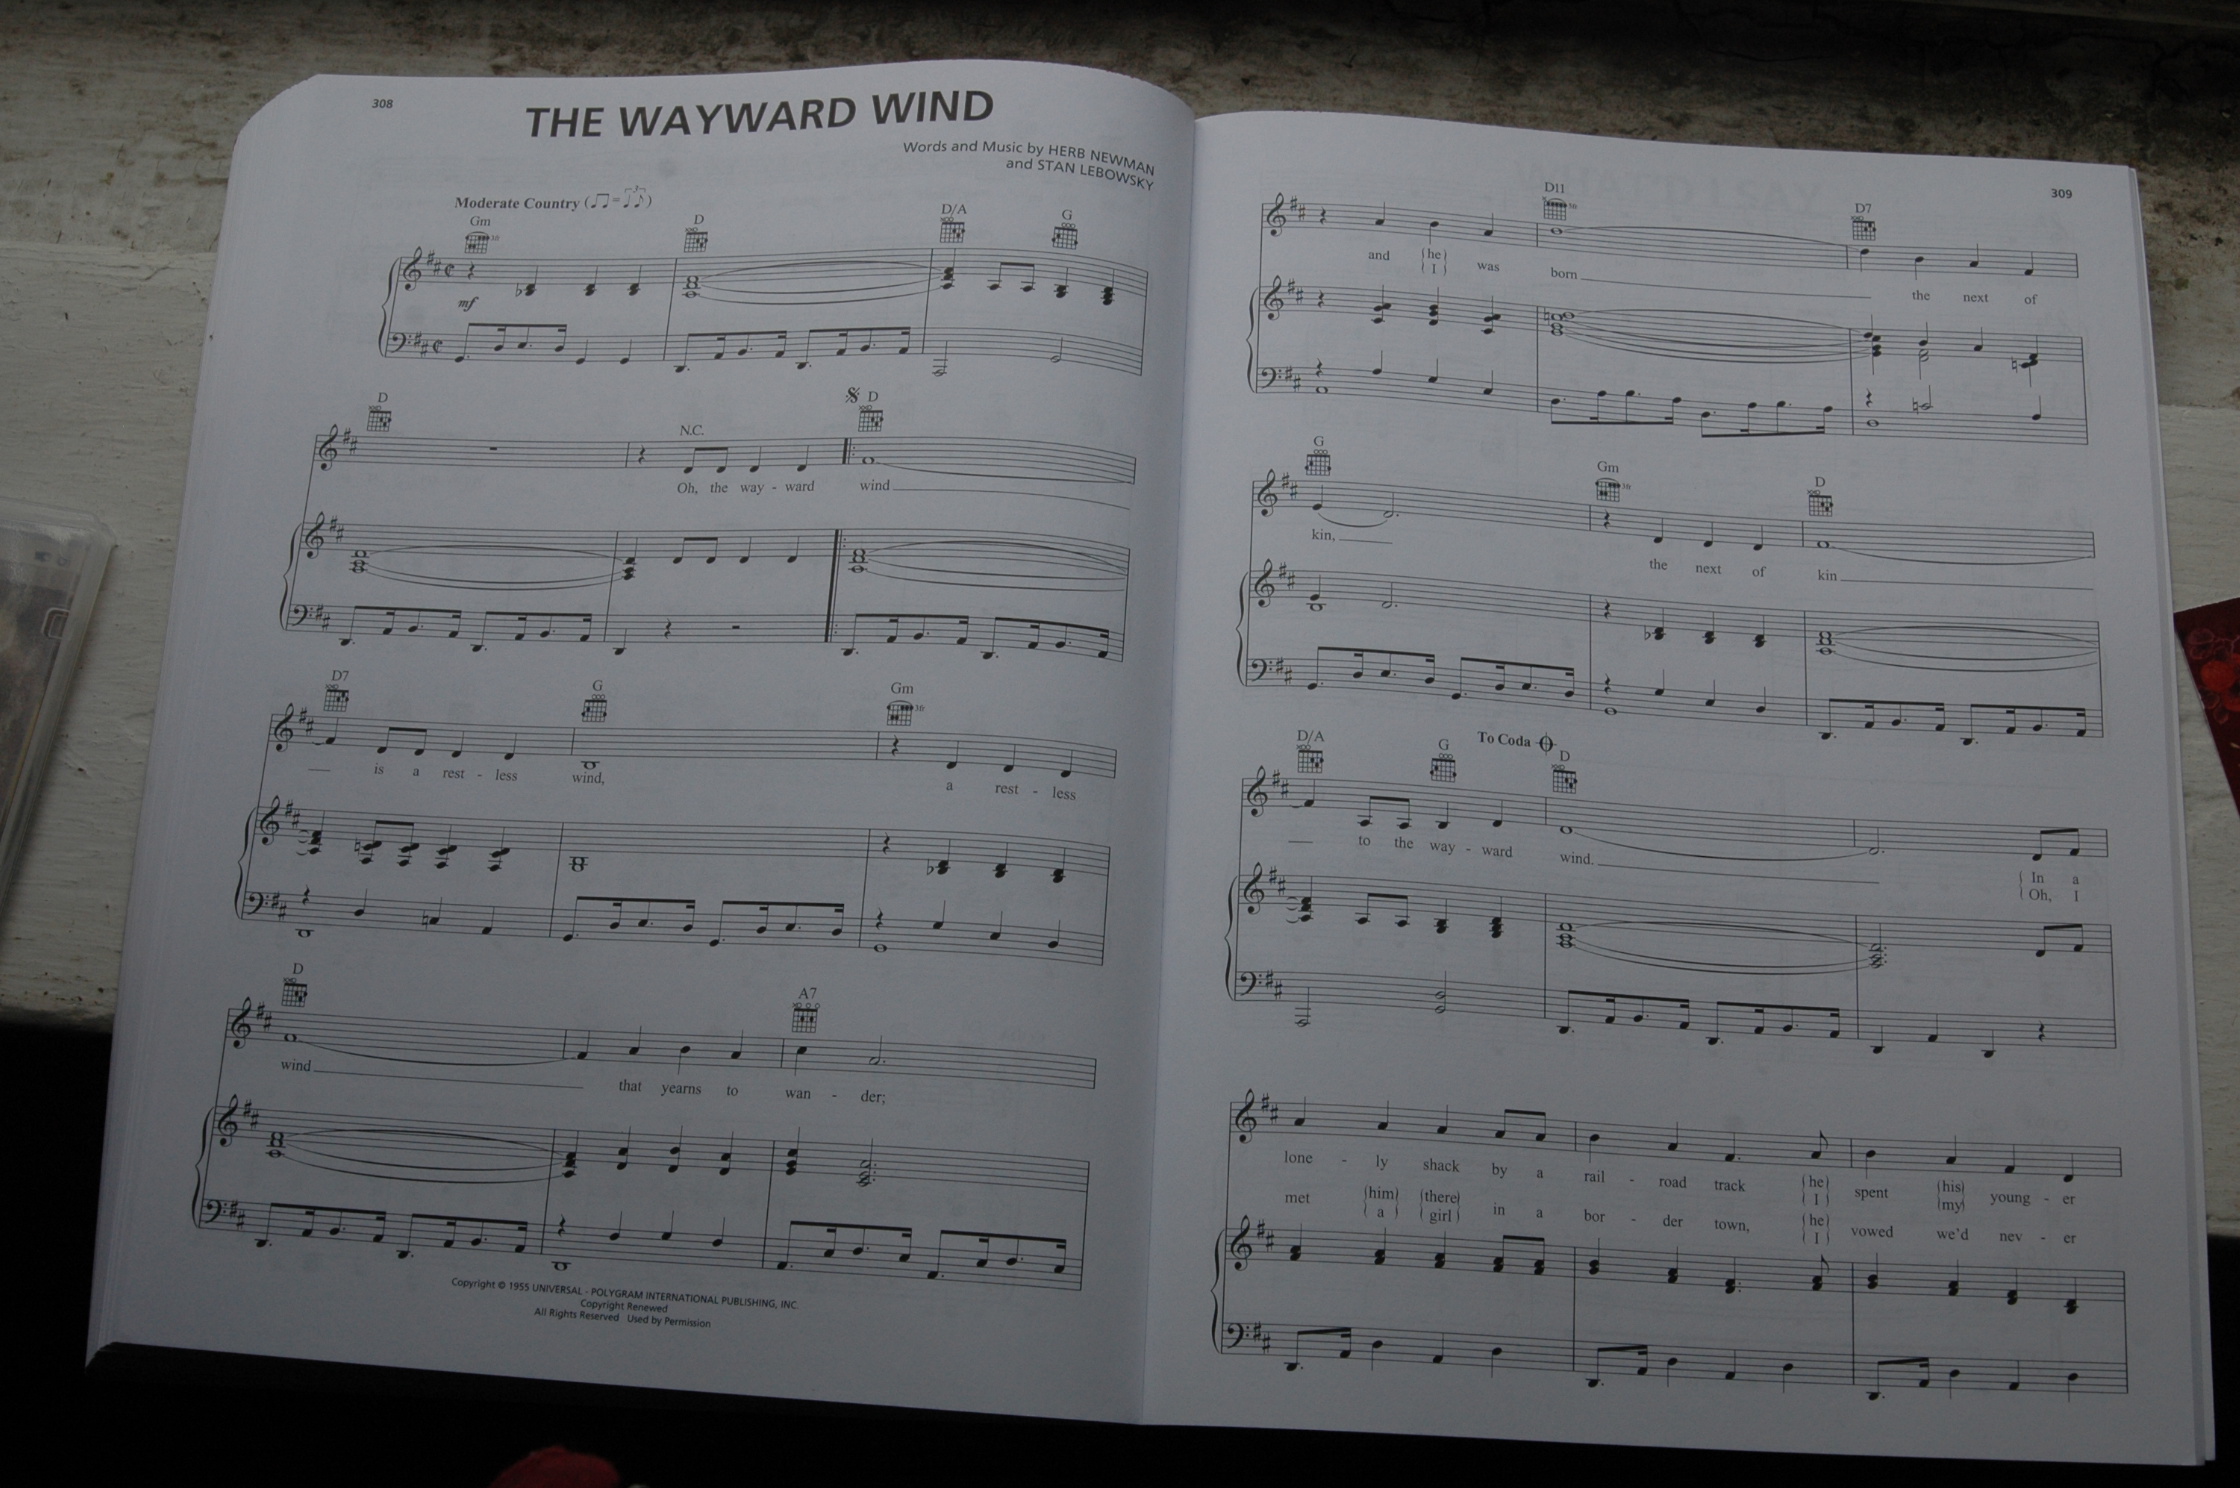 308
THE WAYWARD WIND
Words and Music by HERB NEWMAN
and STAN LEBOWSKY
Moderate Country
Gm D D/A G
mf
D N.C. D
Oh, the way - ward wind
D7 G Gm
is a rest - less wind, a rest - less
D A7
wind that yearns to wan - der;
Copyright © 1955 UNIVERSAL - POLYGRAM INTERNATIONAL PUBLISHING, INC.
Copyright Renewed
All Rights Reserved Used by Permission
309
D11 D7
and {he} was born the next of
{I}
G Gm D
kin, the next of kin
To Coda
D/A G D
to the way - ward wind. {In a
{Oh, I
lone - ly shack by a rail - road track {he} spent {his} young - er
{I} {my}
met {him} {there} in a bor - der town, {he} vowed we'd nev - er
{a} {girl} {I}